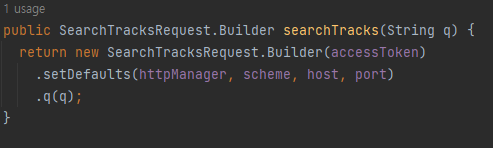 1 usage
public SearchTracksRequest.Builder searchTracks(String q) {
  return new SearchTracksRequest.Builder(accessToken)
    .setDefaults(httpManager, scheme, host, port)
    .q(q);
}